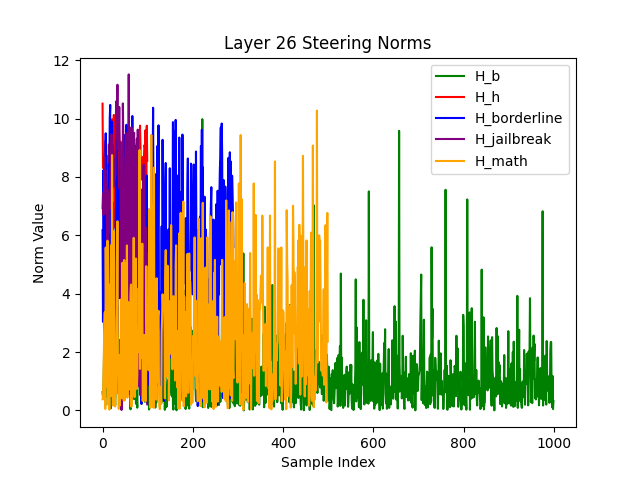 Layer 26 Steering Norms
12
10
8
6
4
2
0
Norm Value
0
200
400
600
800
1000
Sample Index
H_b
H_h
H_borderline
H_jailbreak
H_math